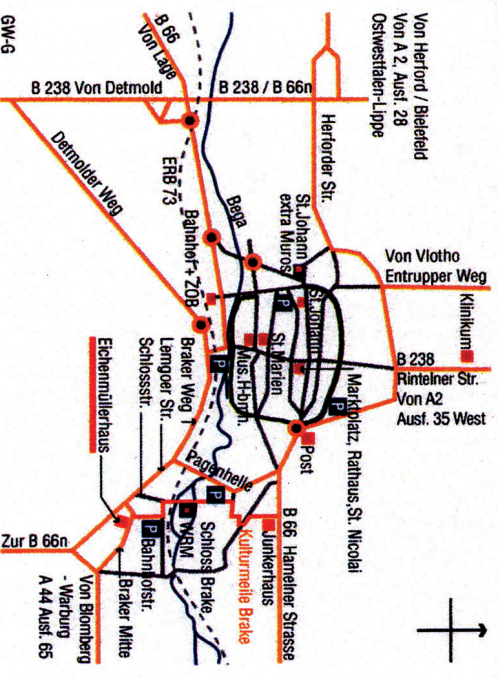 Von Herford / Bielefeld
Von A 2, Ausf. 28
Ostwestfalen-Lippe
B 66
Von Lage
GW-G
B 238 Von Detmold
B 238 / B 66n
Herforder Str.
Detmolder Weg
ERB 73
Bega
St.Johann
extra Muros
Von Vlotho
Entrupper Weg
Klinikum
Bahnhof + ZOB
P
St.Johann
St.Marien
Mus.H-brm.
B 238
Rintelner Str.
Von A2
Ausf. 35 West
Marktplatz, Rathaus,St. Nicolai
P
P
Braker Weg
Lemgoer Str.
Schlossstr.
Eichenmüllerhaus
Post
Pagenhelle
P
B 66 Hamelner Strasse
Junkerhaus
Kulturmeile Brake
Schloss Brake
WRM
P
Bahnhofstr.
Braker Mitte
Zur B 66n
Von Blomberg
- Warburg
A 44 Ausf. 65